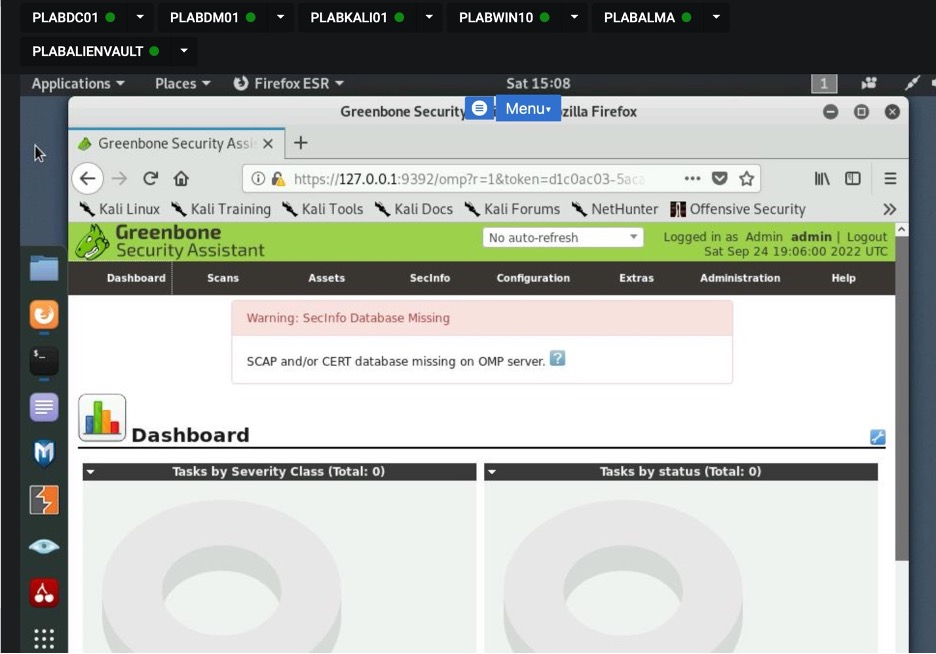 PLABDC01 PLABDM01 PLABKALI01 PLABWIN10 PLABALMA
PLABALIENVAULT
Applications Places Firefox ESR Sat 15:08 1
Greenbone Security Menu zilla Firefox
Greenbone Security Assi
https://127.0.0.1:9392/omp?r=1&token=d1c0ac03-5aca
Kali Linux Kali Training Kali Tools Kali Docs Kali Forums NetHunter Offensive Security
Greenbone
Security Assistant
No auto-refresh
Logged in as Admin admin | Logout
Sat Sep 24 19:06:00 2022 UTC
Dashboard Scans Assets SecInfo Configuration Extras Administration Help
Warning: SecInfo Database Missing
SCAP and/or CERT database missing on OMP server. ?
Dashboard
Tasks by Severity Class (Total: 0) Tasks by status (Total: 0)